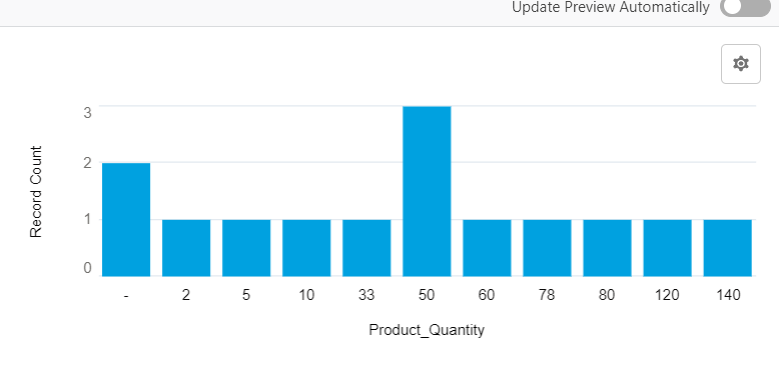 Update Preview Automatically
3
2
1
0
Record Count
- 2 5 10 33 50 60 78 80 120 140
Product_Quantity